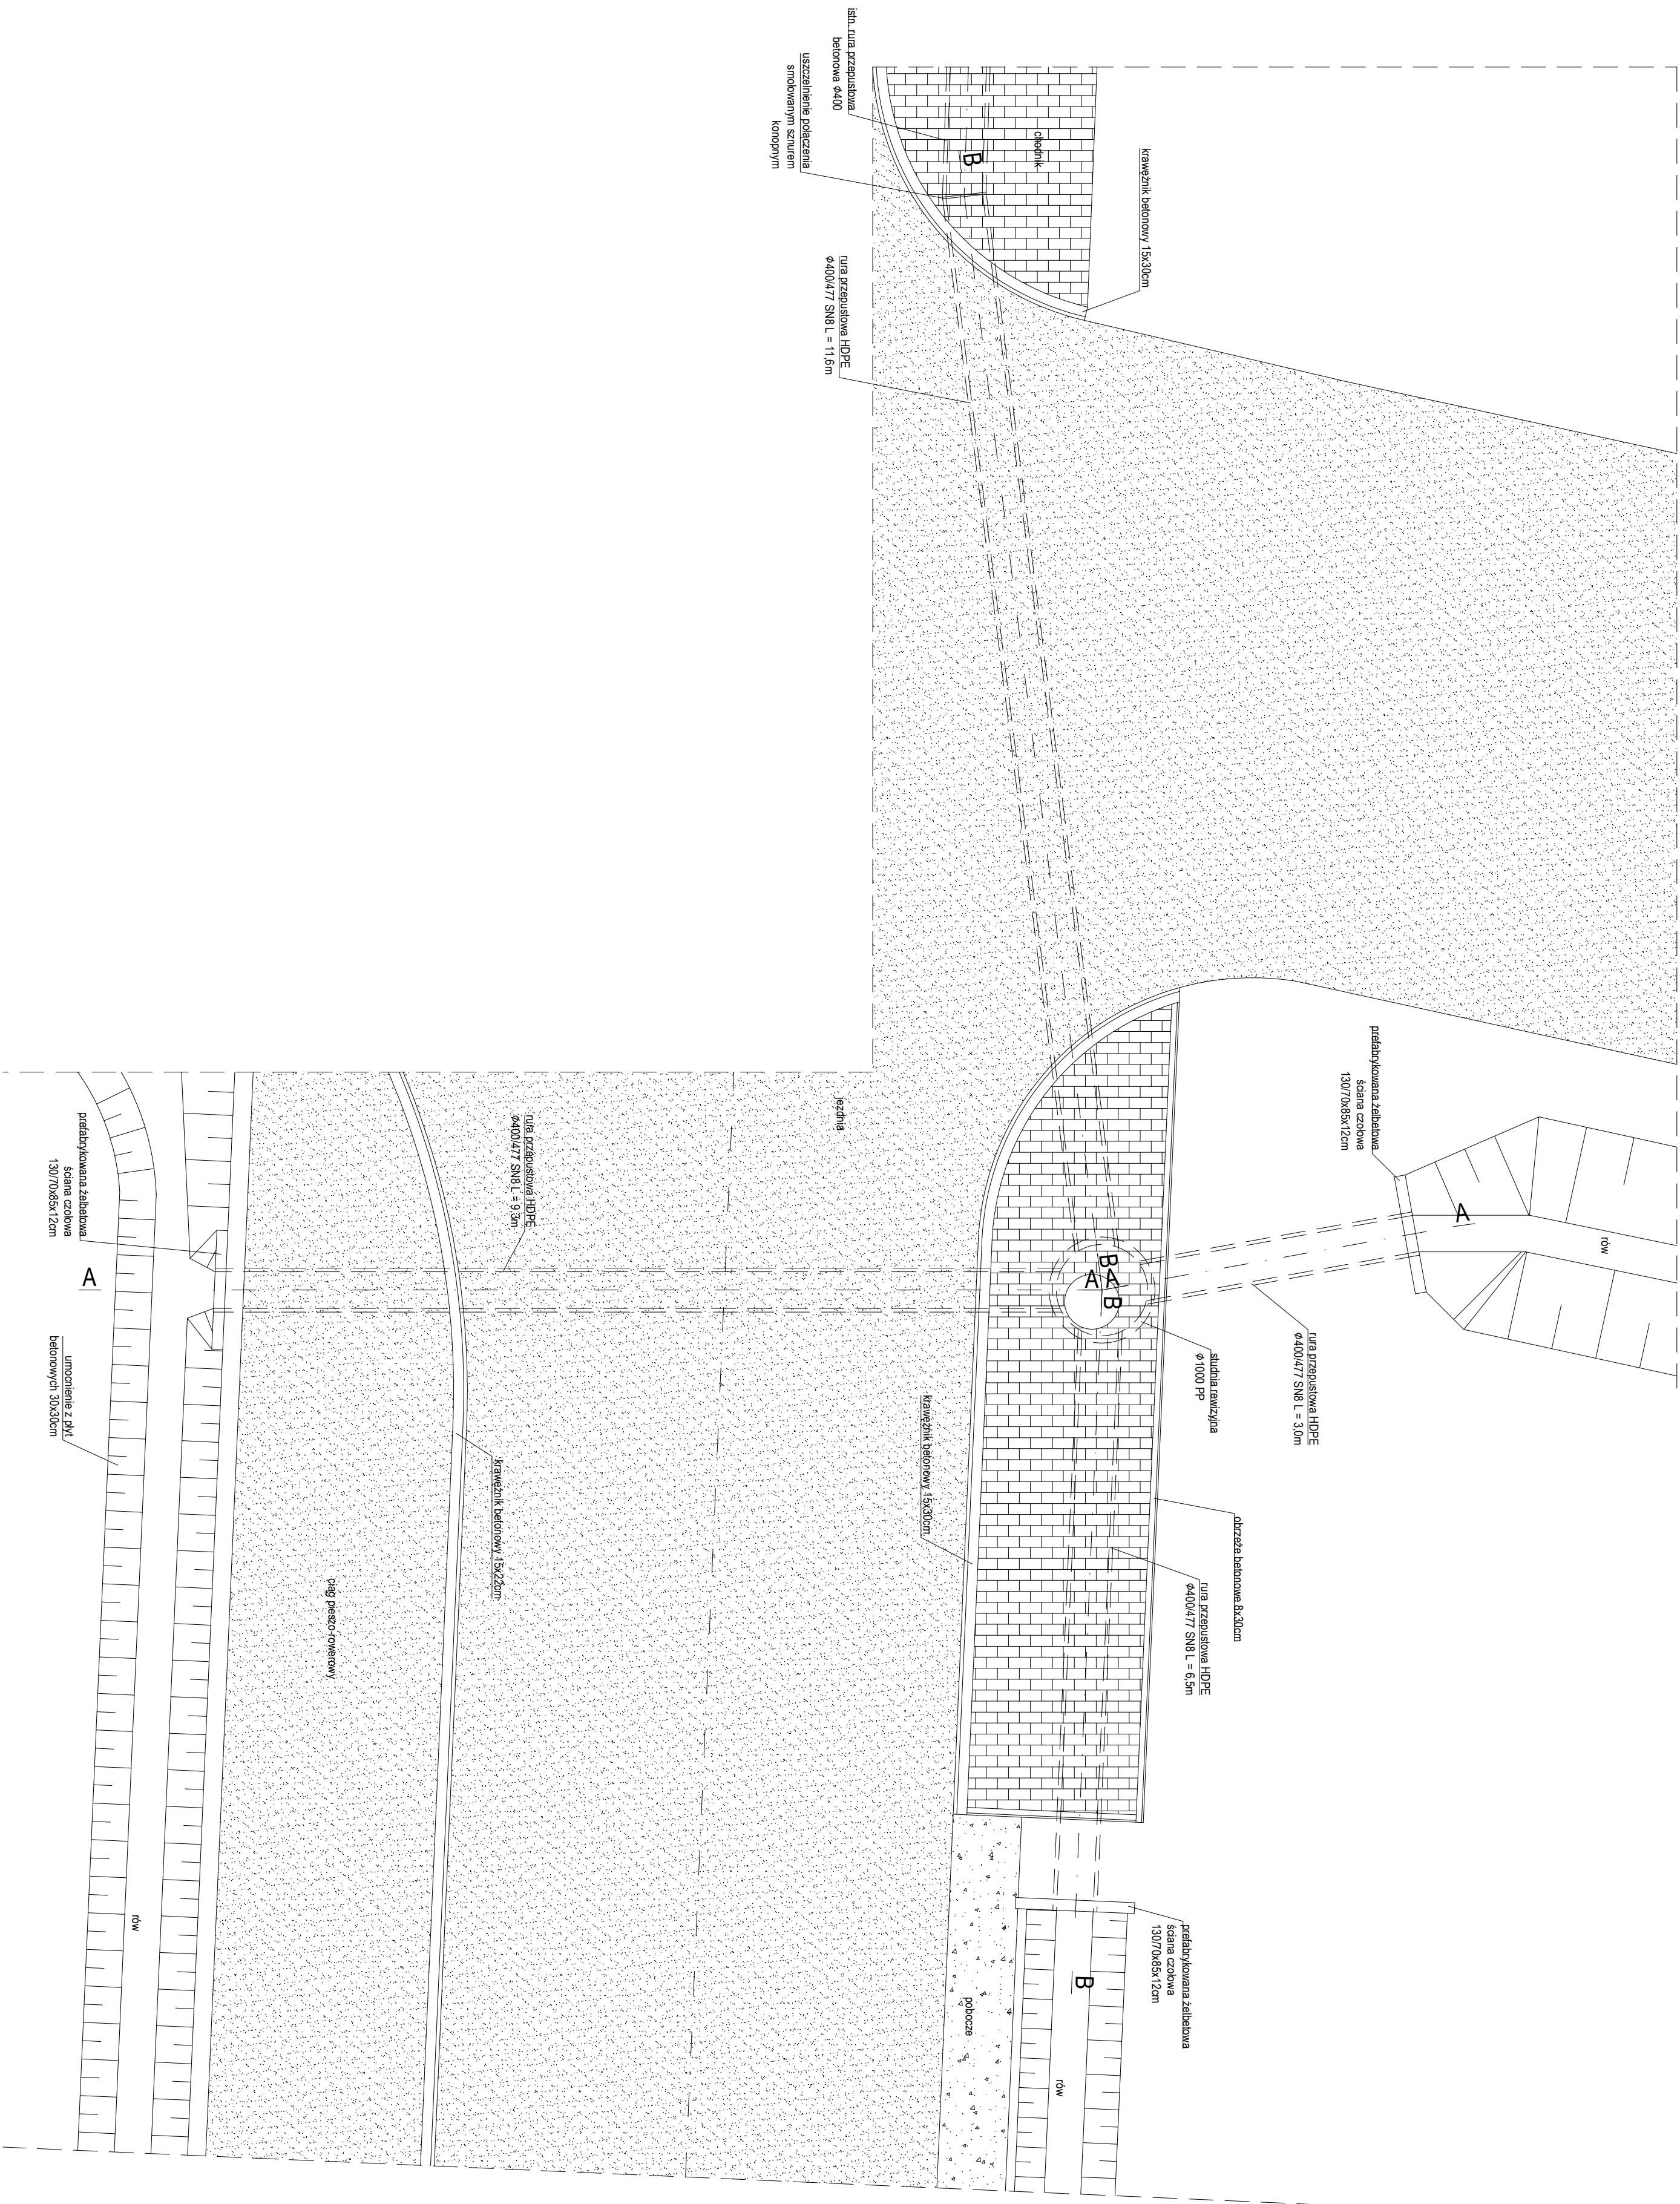 istn. rura przepustowa
betonowa ϕ400
uszczelnienie połączenia
smołowanym sznurem
konopnym
chodnik
B
krawężnik betonowy 15x30cm
rura przepustowa HDPE
ϕ400/477 SN8 L = 11,6m
prefabrykowana żelbetowa
ściana czołowa
130/70x85x12cm
A
rów
rura przepustowa HDPE
ϕ400/477 SN8 L = 3,0m
studnia rewizyjna
ϕ1000 PP
B
A
A
B
jezdnia
rura przepustowa HDPE
ϕ400/477 SN8 L = 9,3m
prefabrykowana żelbetowa
ściana czołowa
130/70x85x12cm
A
umocnienie z płyt
betonowych 30x30cm
krawężnik betonowy 15x30cm
krawężnik betonowy 15x22cm
obrzeże betonowe 8x30cm
rura przepustowa HDPE
ϕ400/477 SN8 L = 6,5m
ciąg pieszo-rowerowy
prefabrykowana żelbetowa
ściana czołowa
130/70x85x12cm
B
pobocze
rów
rów